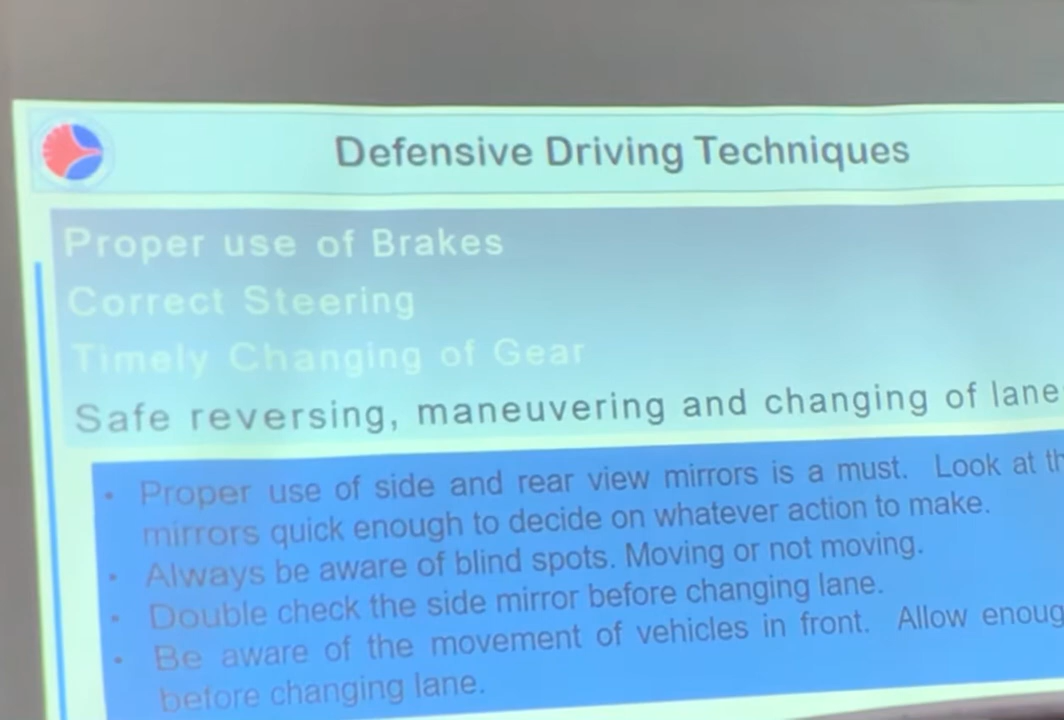 Defensive Driving Techniques
Proper use of Brakes
Correct Steering
Timely Changing of Gear
Safe reversing, maneuvering and changing of lane
• Proper use of side and rear view mirrors is a must. Look at
mirrors quick enough to decide on whatever action to make.
• Always be aware of blind spots. Moving or not moving.
• Double check the side mirror before changing lane.
• Be aware of the movement of vehicles in front. Allow
before changing lane.